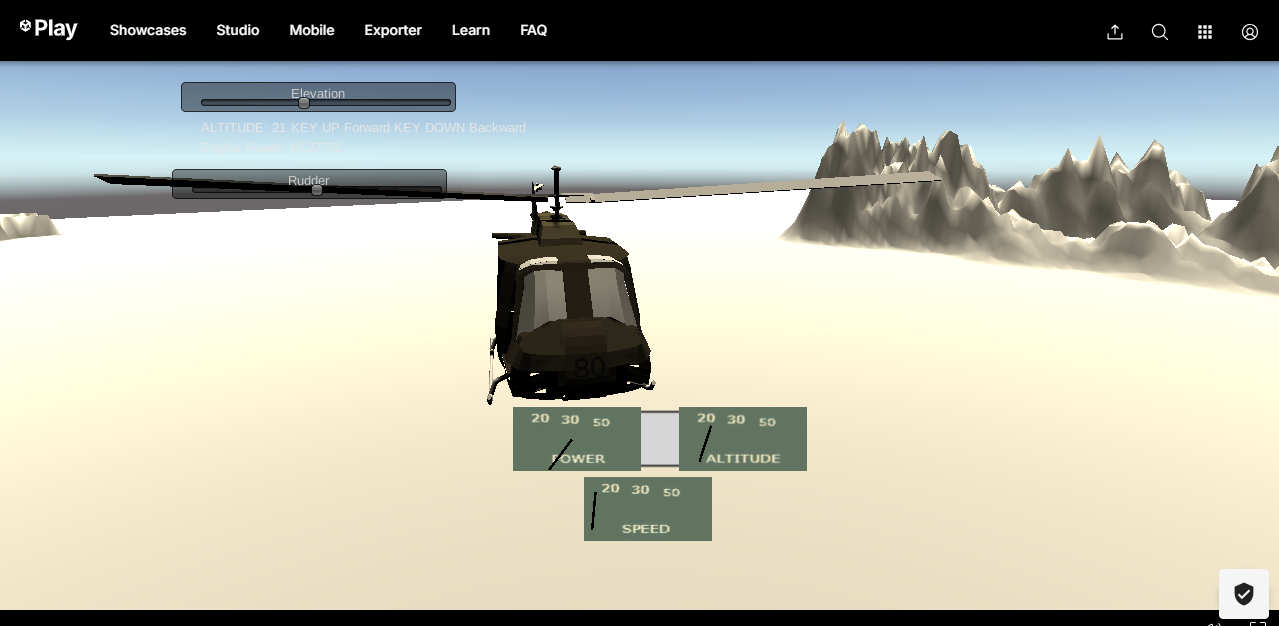 Play
Showcases
Studio
Mobile
Exporter
Learn
FAQ
Elevation
ALTITUDE: 21 KEY UP Forward KEY DOWN Backward
Rudder
80
20 30 50
POWER
20 30 50
ALTITUDE
20 30 50
SPEED